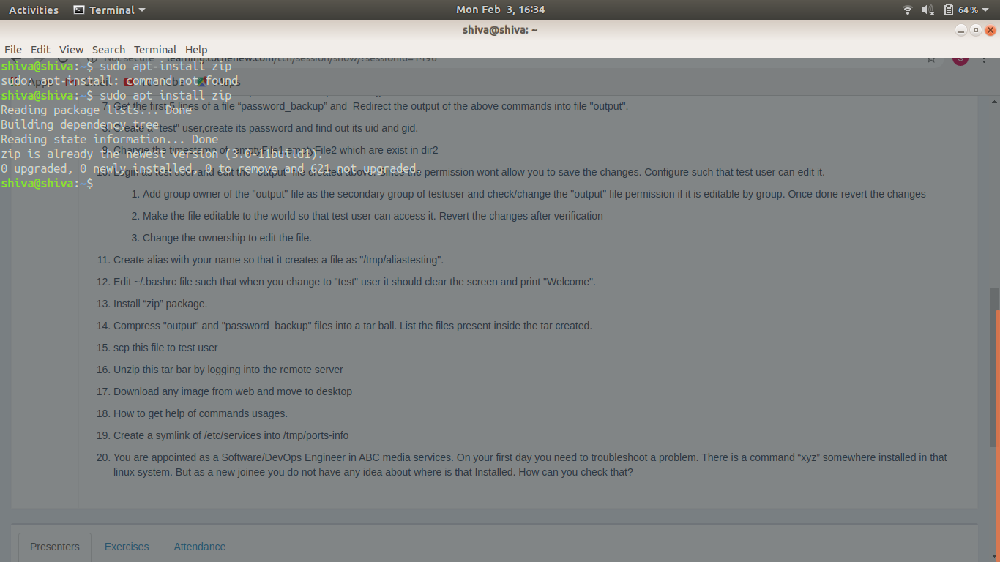 Activities Terminal Mon Feb 3, 16:34 64%
shiva@shiva: ~
File Edit View Search Terminal Help
Not secure learning.tothenew.com/ttn/session/show/?sessionId=1496
shiva@shiva:~$ sudo apt-install zip
sudo: apt-install: command not found
shiva@shiva:~$ sudo apt install zip
Reading package lists... Done
Building dependency tree
Reading state information... Done
zip is already the newest version (3.0-11build1).
0 upgraded, 0 newly installed, 0 to remove and 621 not upgraded.
shiva@shiva:~$
7. Get the first 5 lines of a file “password_backup” and Redirect the output of the above commands into file "output".
8. Create a "test" user,create its password and find out its uid and gid.
9. Change the timestamp of emptyFile1,emptyFile2 which are exist in dir2
10. Login as test user and edit the "output" file created above. Since the permission wont allow you to save the changes. Configure such that test user can edit it.
1. Add group owner of the "output" file as the secondary group of testuser and check/change the "output" file permission if it is editable by group. Once done revert the changes
2. Make the file editable to the world so that test user can access it. Revert the changes after verification
3. Change the ownership to edit the file.
11. Create alias with your name so that it creates a file as "/tmp/aliastesting".
12. Edit ~/.bashrc file such that when you change to "test" user it should clear the screen and print "Welcome".
13. Install “zip” package.
14. Compress "output" and "password_backup" files into a tar ball. List the files present inside the tar created.
15. scp this file to test user
16. Unzip this tar bar by logging into the remote server
17. Download any image from web and move to desktop
18. How to get help of commands usages.
19. Create a symlink of /etc/services into /tmp/ports-info
20. You are appointed as a Software/DevOps Engineer in ABC media services. On your first day you need to troubleshoot a problem. There is a command “xyz” somewhere installed in that
linux system. But as a new joinee you do not have any idea about where is that Installed. How can you check that?
Presenters Exercises Attendance